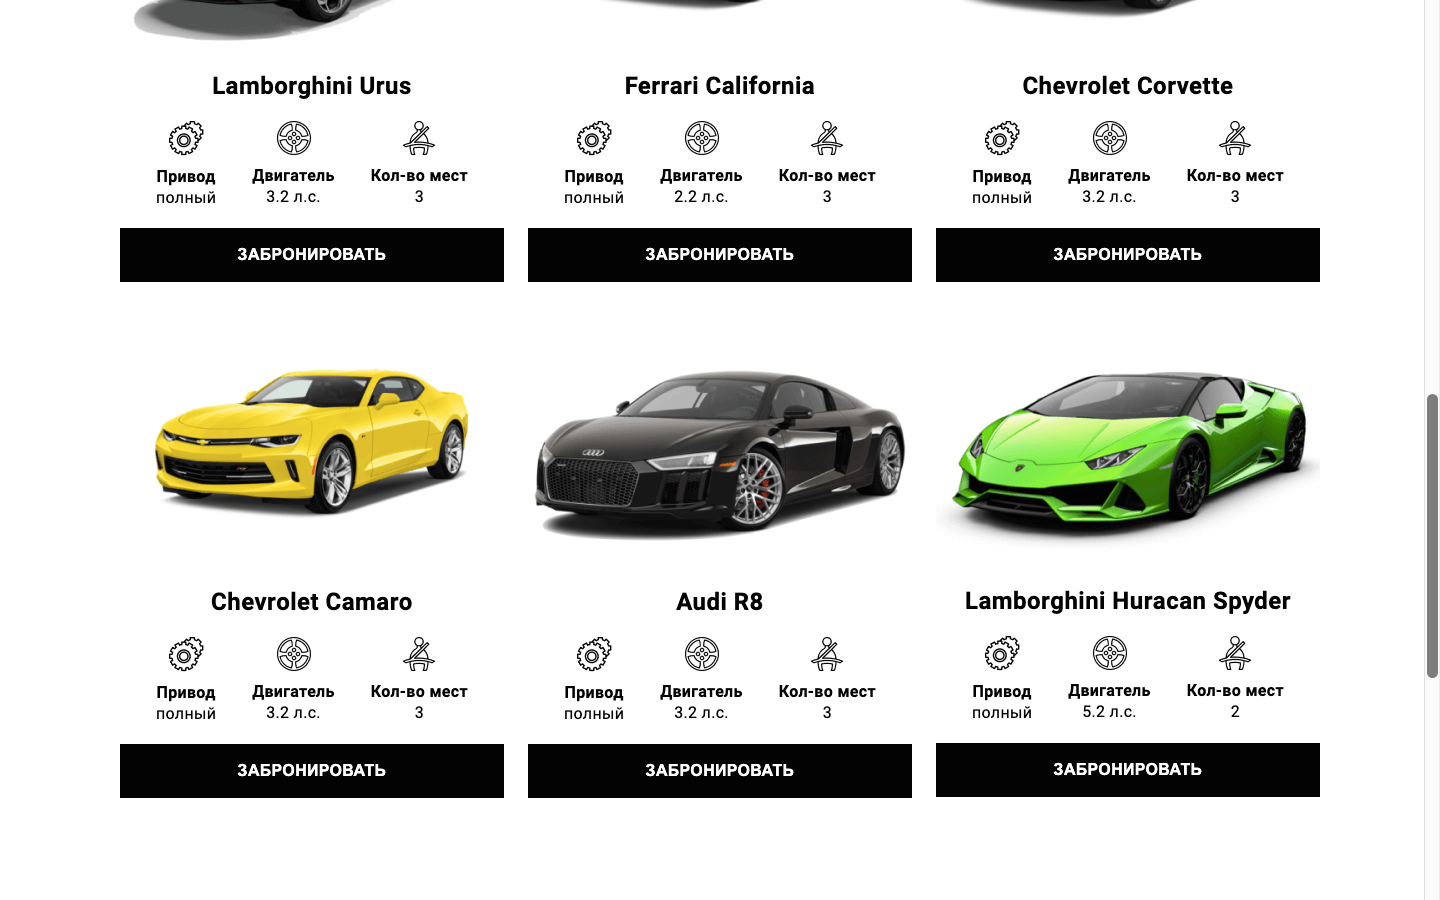 Lamborghini Urus
Ferrari California
Chevrolet Corvette
Привод Двигатель Кол-во мест
полный 3.2 л.с. 3
Привод Двигатель Кол-во мест
полный 2.2 л.с. 3
Привод Двигатель Кол-во мест
полный 3.2 л.с. 3
ЗАБРОНИРОВАТЬ
ЗАБРОНИРОВАТЬ
ЗАБРОНИРОВАТЬ
Chevrolet Camaro
Audi R8
Lamborghini Huracan Spyder
Привод Двигатель Кол-во мест
полный 3.2 л.с. 3
Привод Двигатель Кол-во мест
полный 3.2 л.с. 3
Привод Двигатель Кол-во мест
полный 5.2 л.с. 2
ЗАБРОНИРОВАТЬ
ЗАБРОНИРОВАТЬ
ЗАБРОНИРОВАТЬ